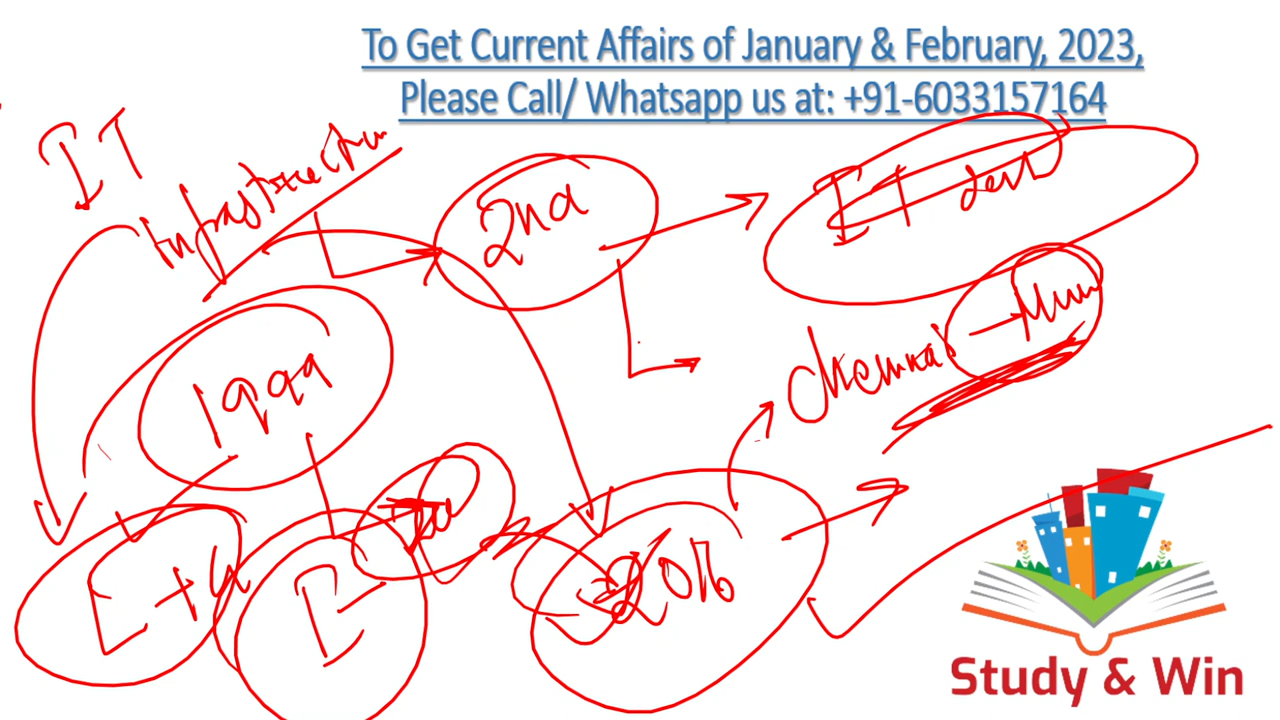 To Get Current Affairs of January & February, 2023,
Please Call/ Whatsapp us at: +91-6033157164
IT
Infrastructure
2nd
IT
1999
Chennai
2016
Study & Win